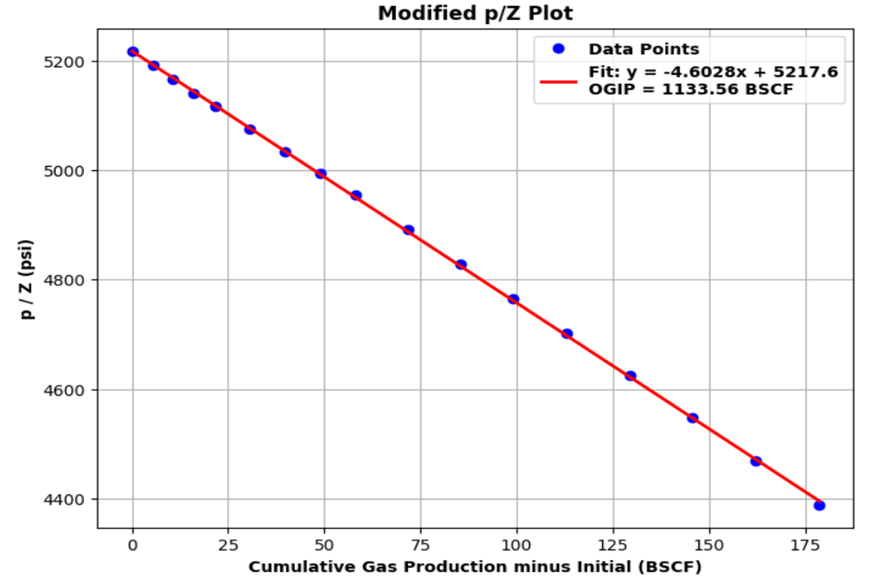 Modified p/Z Plot
Data Points
Fit: y = -4.6028x + 5217.6
OGIP = 1133.56 BSCF
5200
5000
4800
4600
4400
p / Z (psi)
0 25 50 75 100 125 150 175
Cumulative Gas Production minus Initial (BSCF)